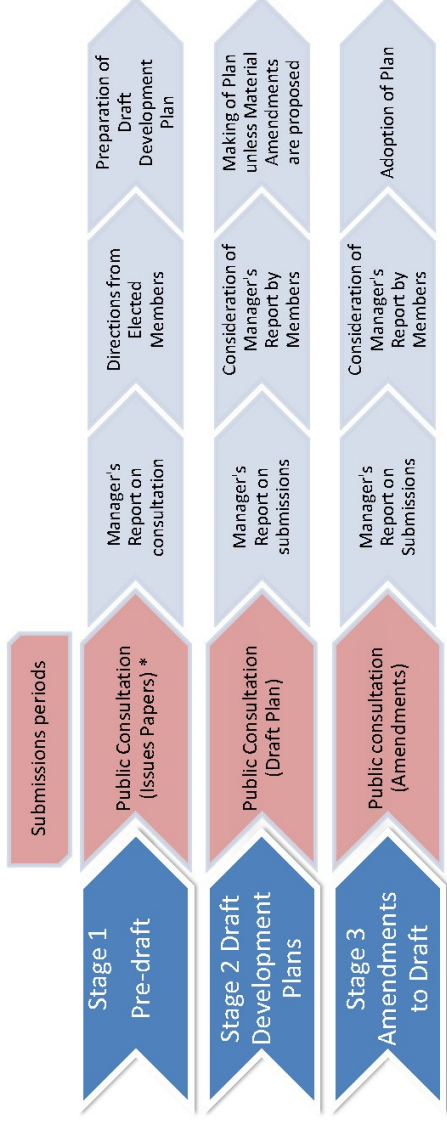 Submissions periods
Stage 1
Pre-draft
Public Consultation
(Issues Papers) *
Manager's
Report on
consultation
Directions from
Elected
Members
Preparation of
Draft
Development
Plan
Stage 2 Draft
Development
Plans
Public Consultation
(Draft Plan)
Manager's
Report on
submissions
Consideration of
Manager's
Report by
Members
Making of Plan
unless Material
Amendments
are proposed
Stage 3
Amendments
to Draft
Public consultation
(Amendments)
Manager's
Report on
Submissions
Consideration of
Manager's
Report by
Members
Adoption of Plan